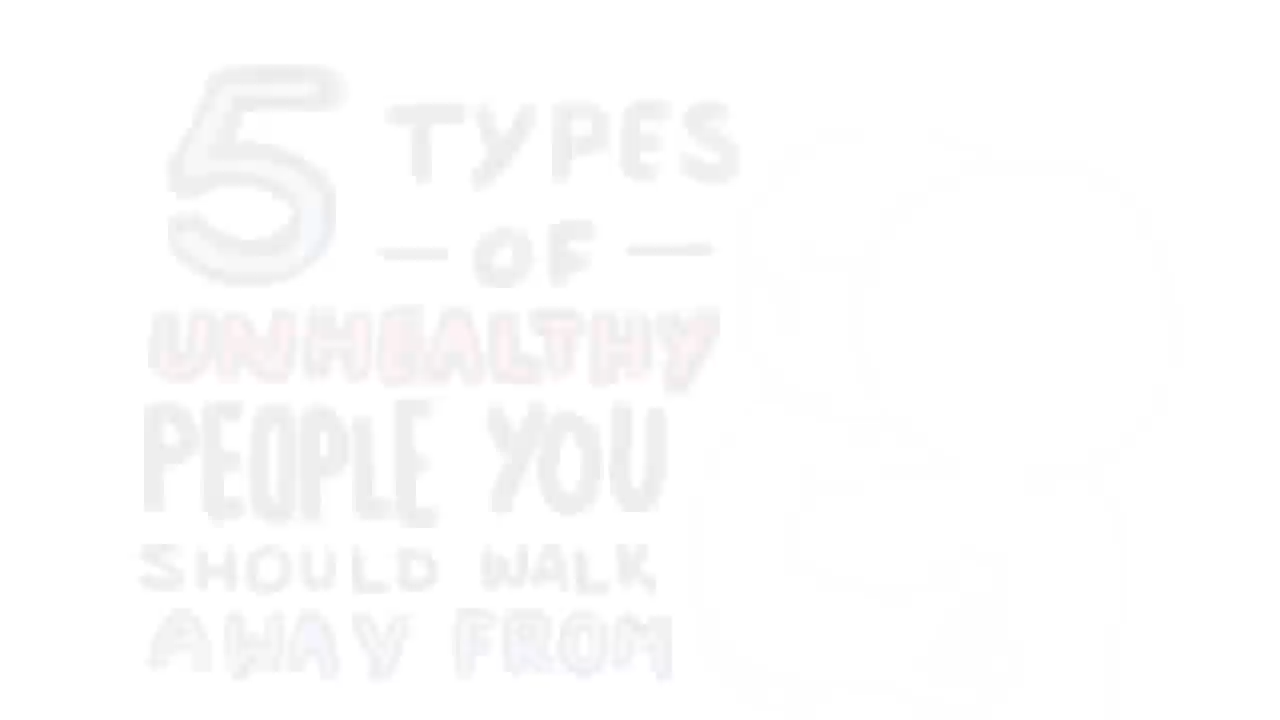 5 TYPES
— OF —
UNHEALTHY
PEOPLE YOU
SHOULD WALK
AWAY FROM